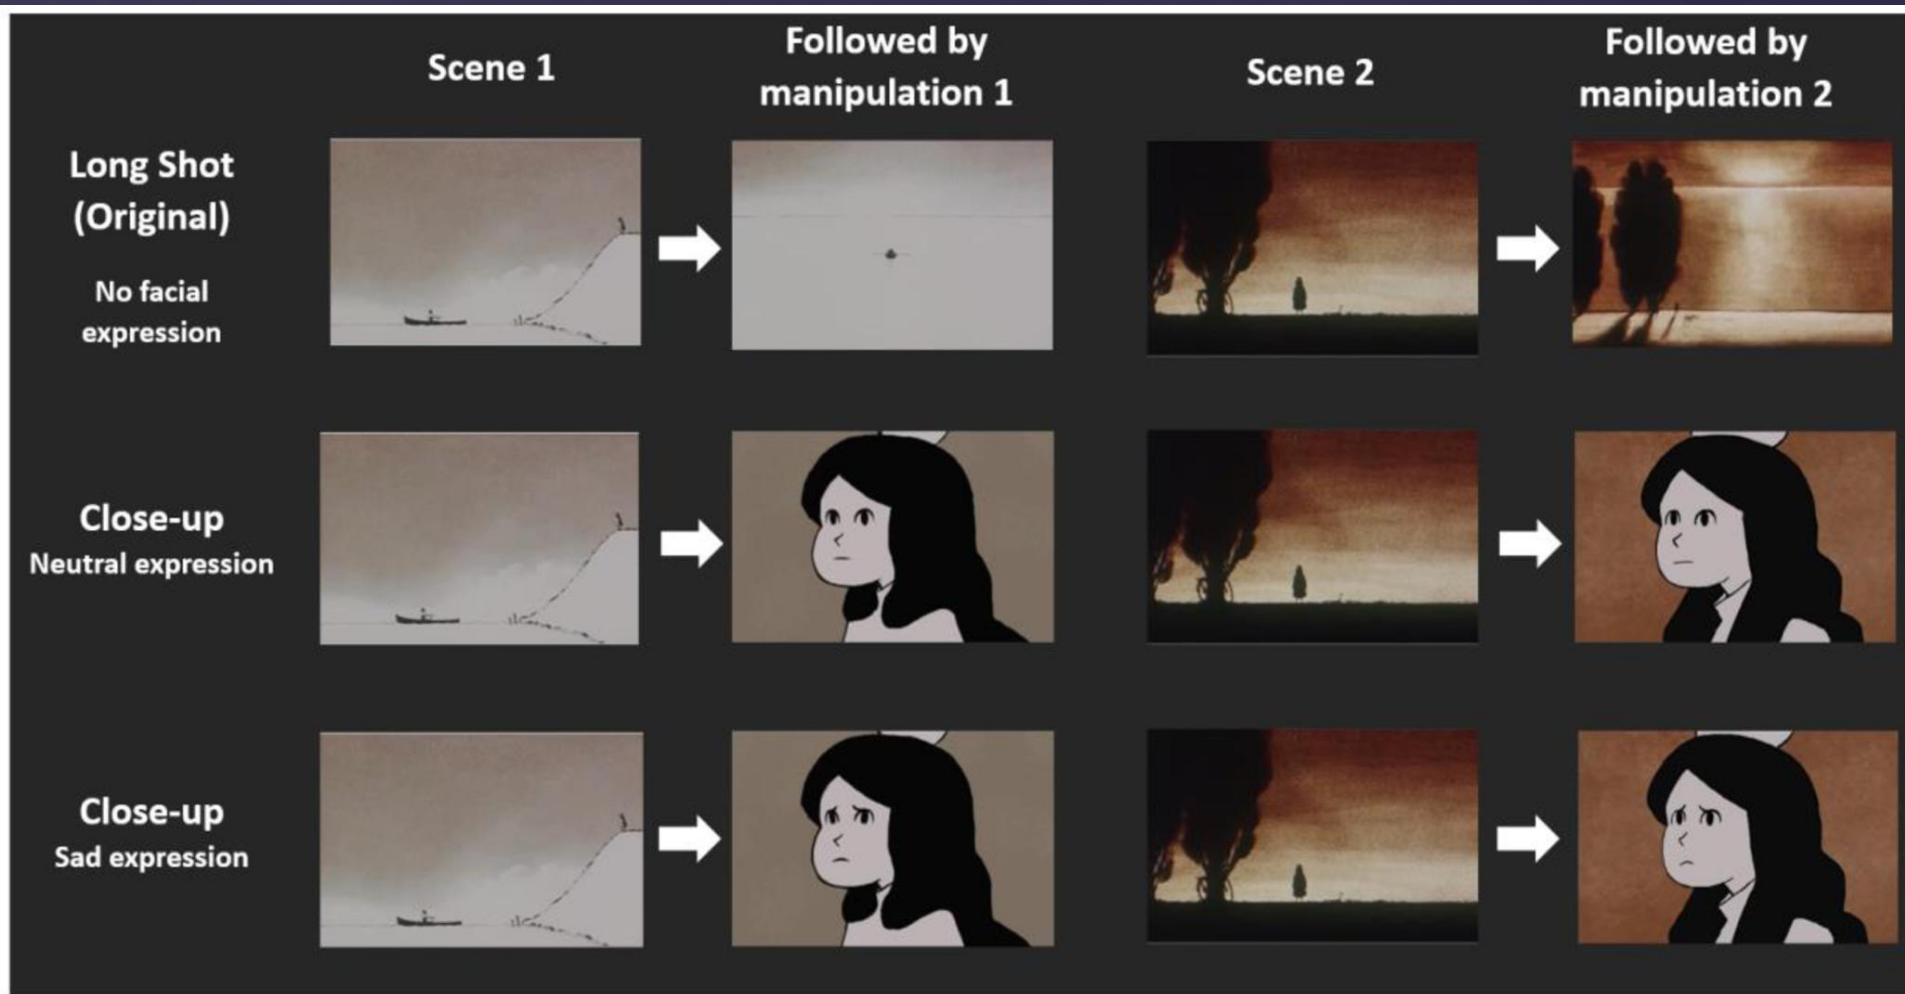 Scene 1
Followed by
manipulation 1
Scene 2
Followed by
manipulation 2
Long Shot
(Original)
No facial
expression
Close-up
Neutral expression
Close-up
Sad expression